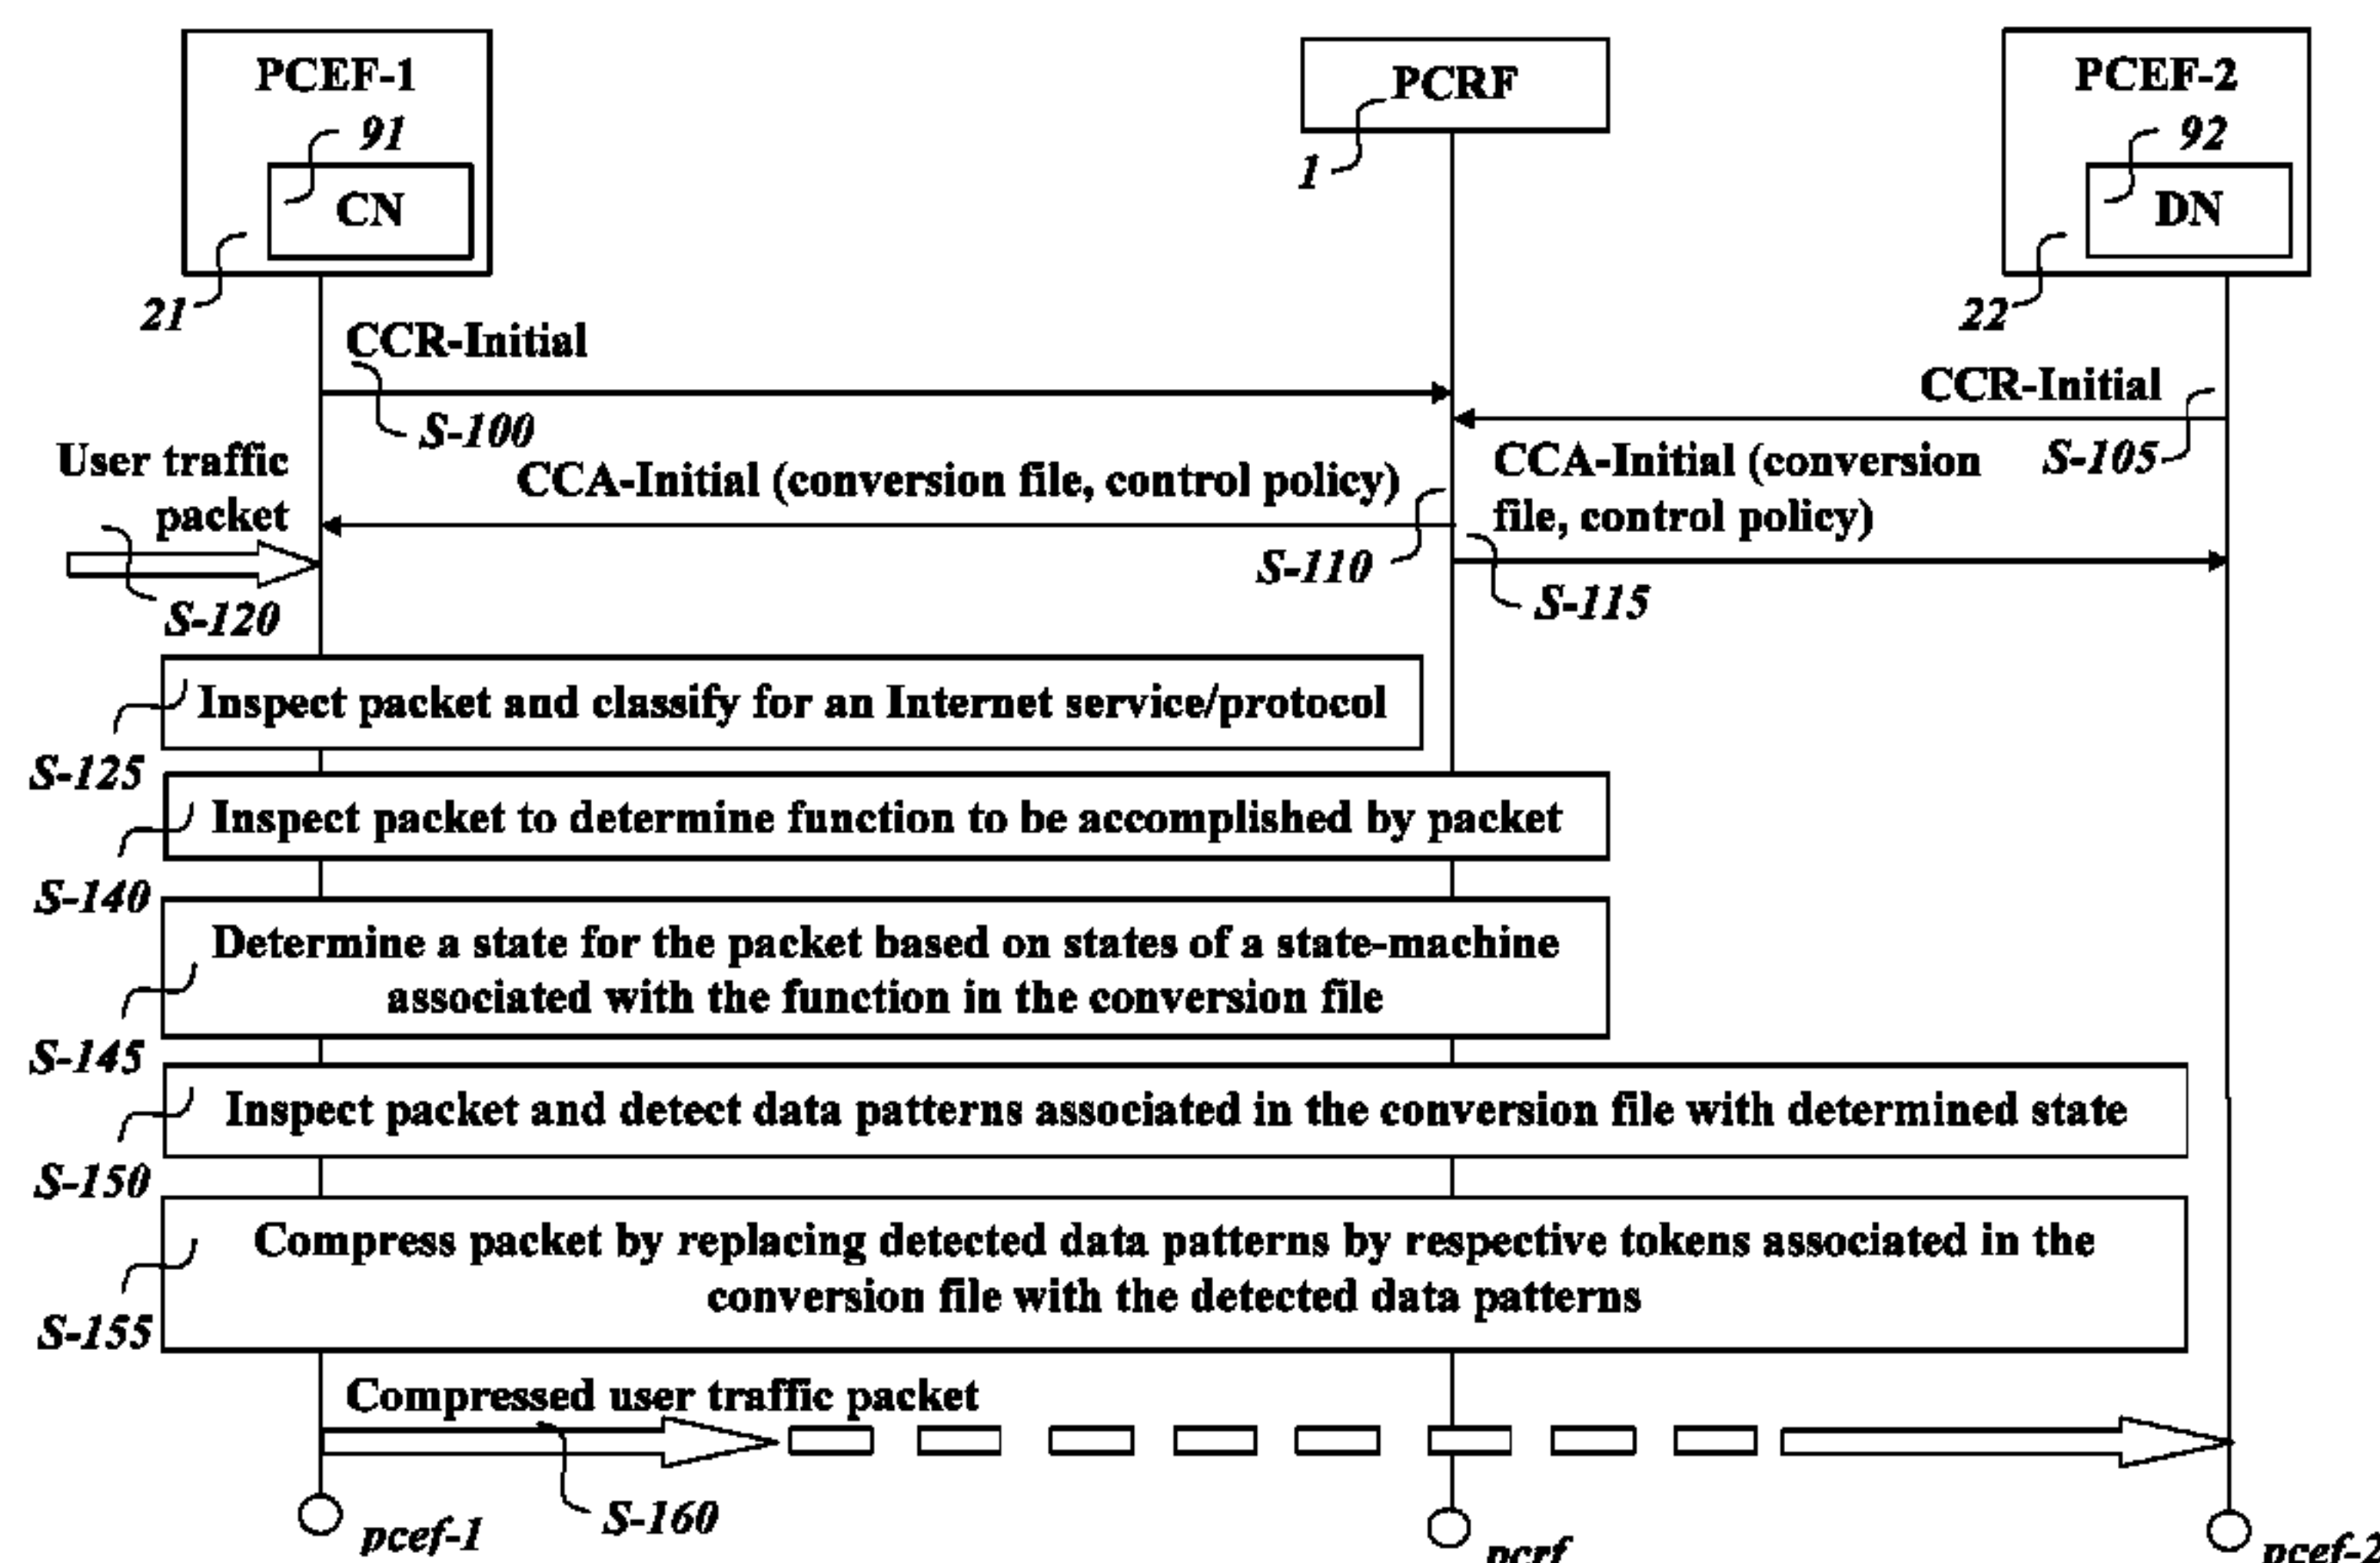 PCEF-1
91
CN
21
PCRF
1
PCEF-2
92
DN
22
CCR-Initial
S-100
CCR-Initial
S-105
User traffic
packet
S-120
CCA-Initial (conversion file, control policy)
S-110
CCA-Initial (conversion
file, control policy)
S-115
Inspect packet and classify for an Internet service/protocol
S-125
Inspect packet to determine function to be accomplished by packet
S-140
Determine a state for the packet based on states of a state-machine
associated with the function in the conversion file
S-145
Inspect packet and detect data patterns associated in the conversion file with determined state
S-150
Compress packet by replacing detected data patterns by respective tokens associated in the
conversion file with the detected data patterns
S-155
Compressed user traffic packet
S-160
pcef-1
pcrf
pcef-2